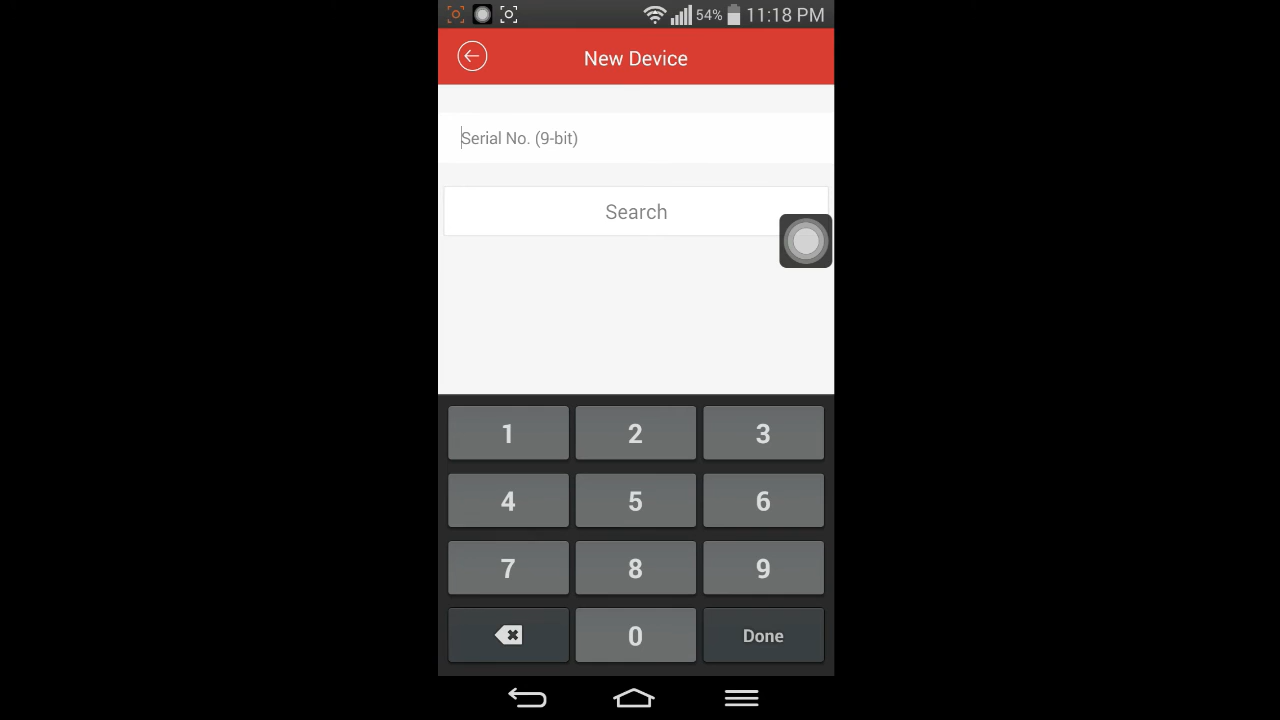 54% 11:18 PM
New Device
Serial No. (9-bit)
Search
1 2 3
4 5 6
7 8 9
0 Done